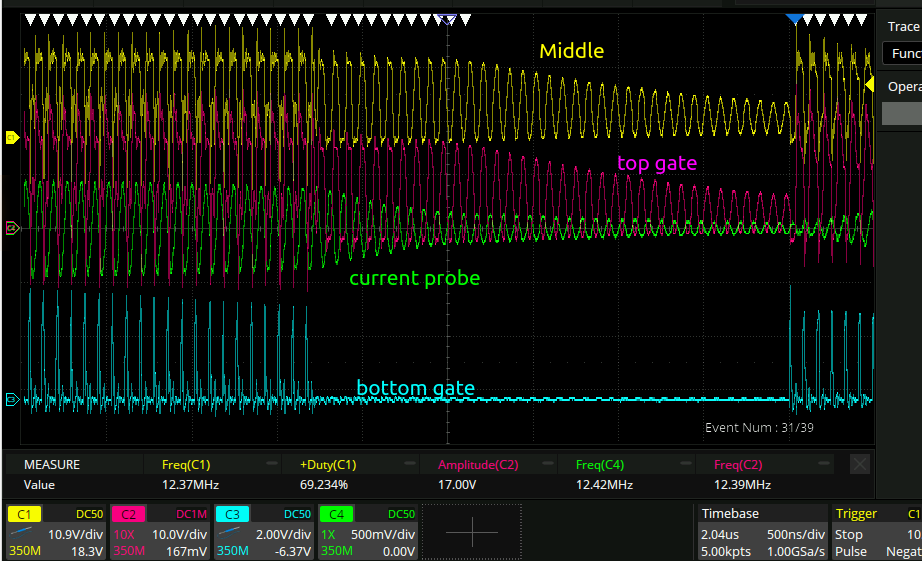 Trace
Func
Opera
Middle
top gate
current probe
bottom gate
Event Num : 31/39
MEASURE Freq(C1) +Duty(C1) Amplitude(C2) Freq(C4) Freq(C2)
Value 12.37MHz 69.234% 17.00V 12.42MHz 12.39MHz
C1 DC50 C2 DC1M C3 DC50 C4 DC50 Timebase Trigger C1
10.9V/div 10X 10.0V/div 2.00V/div 1X 500mV/div 2.04us 500ns/div Stop 10
350M 18.3V 350M 167mV 350M -6.37V 350M 0.00V 5.00kpts 1.00GSa/s Pulse Negat